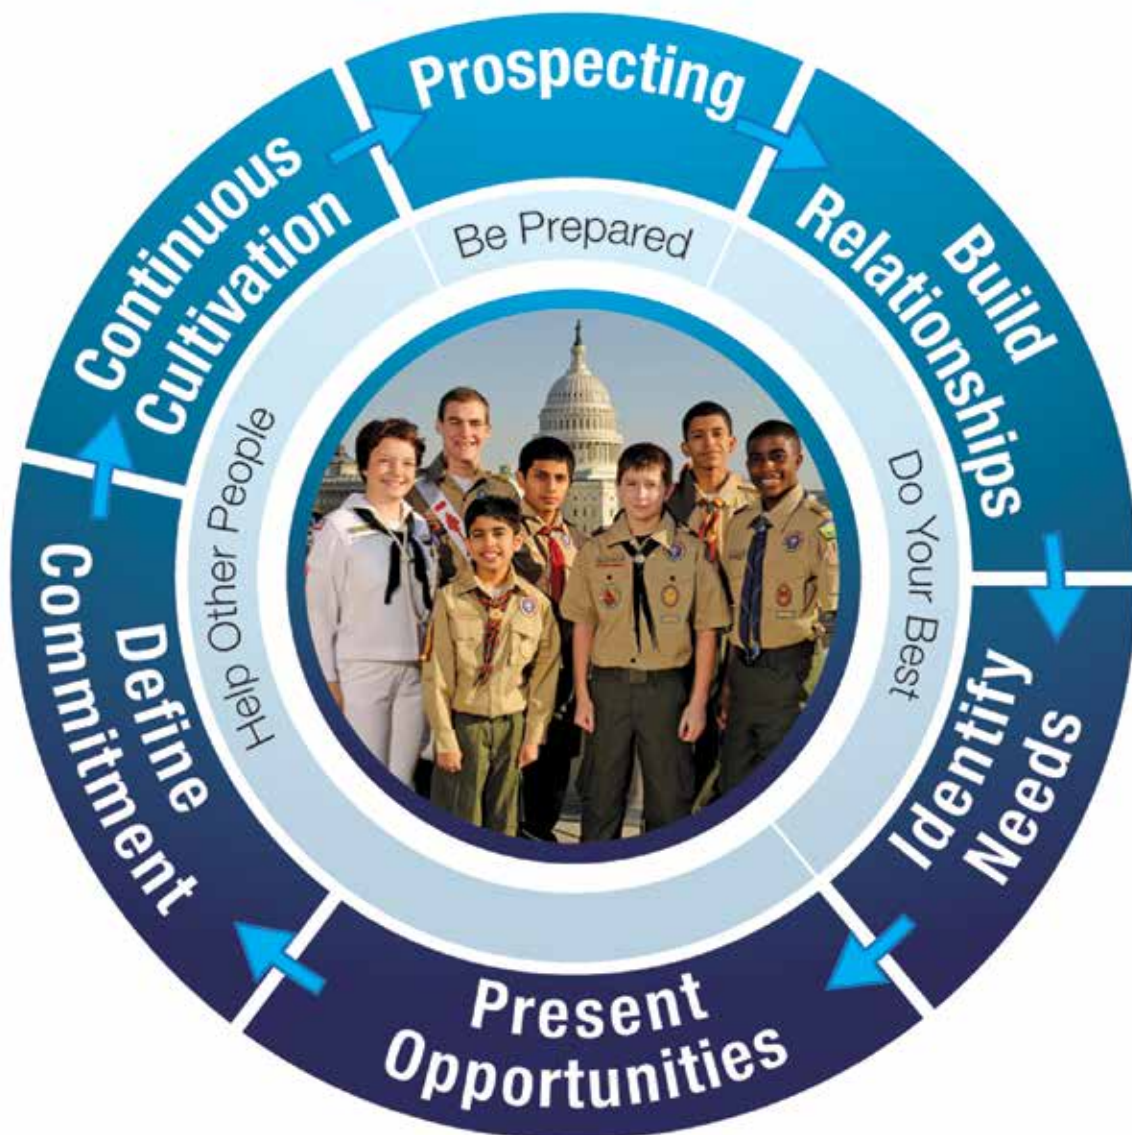 Prospecting
Build
Relationships
Identify
Needs
Present
Opportunities
Define
Commitment
Continuous
Cultivation
Be Prepared
Do Your Best
Help Other People